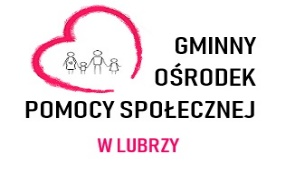 GMINNY
OŚRODEK
POMOCY SPOŁECZNEJ
W LUBRZY